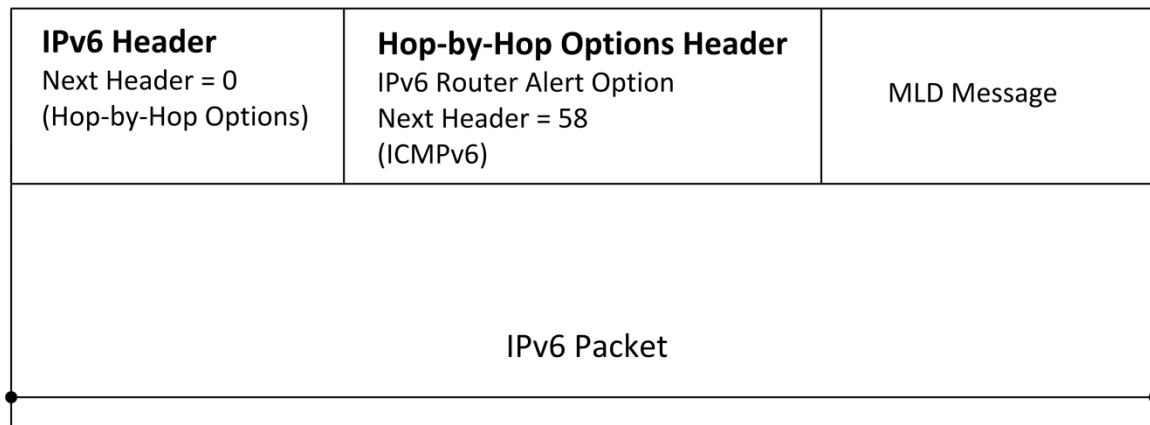 IPv6 Header
Next Header = 0
(Hop-by-Hop Options)
Hop-by-Hop Options Header
IPv6 Router Alert Option
Next Header = 58
(ICMPv6)
MLD Message
IPv6 Packet